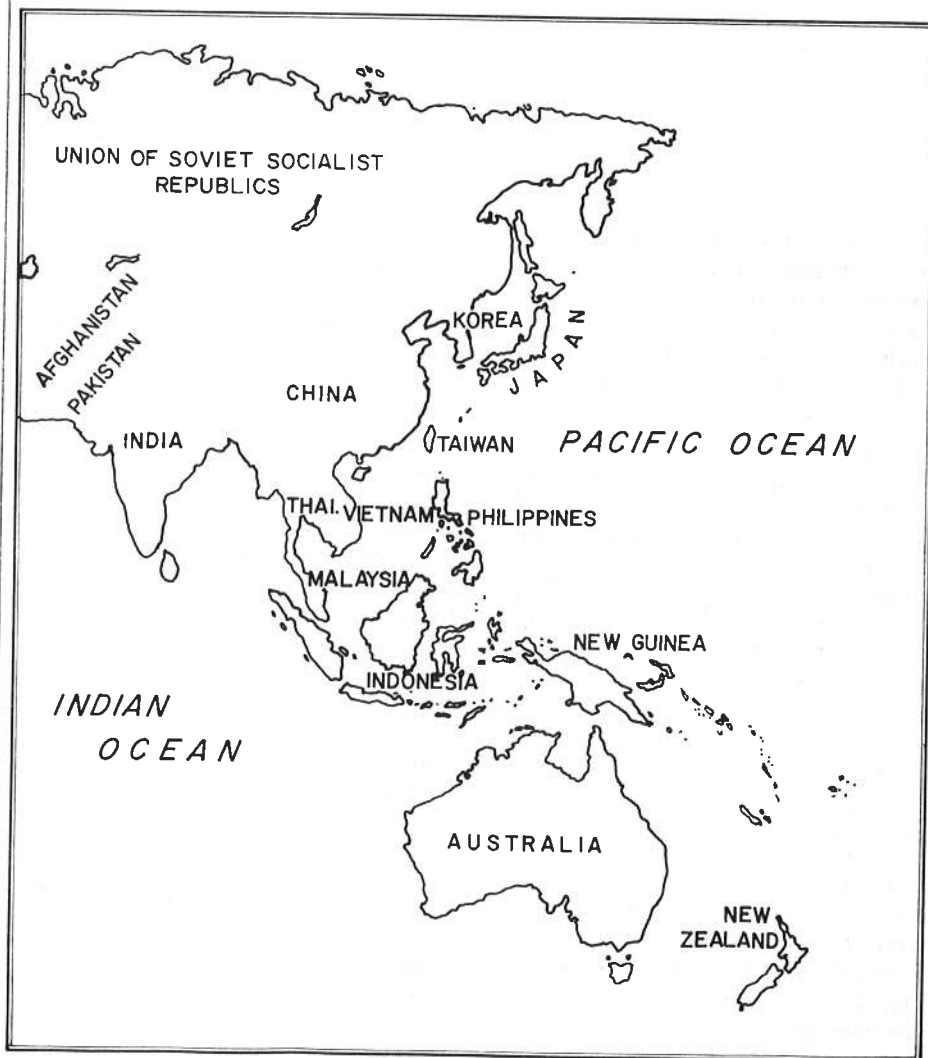 UNION OF SOVIET SOCIALIST
REPUBLICS
AFGHANISTAN
PAKISTAN
KOREA
JAPAN
CHINA
INDIA
TAIWAN
PACIFIC OCEAN
THAI.
VIETNAM
PHILIPPINES
MALAYSIA
NEW GUINEA
INDONESIA
INDIAN
OCEAN
AUSTRALIA
NEW
ZEALAND